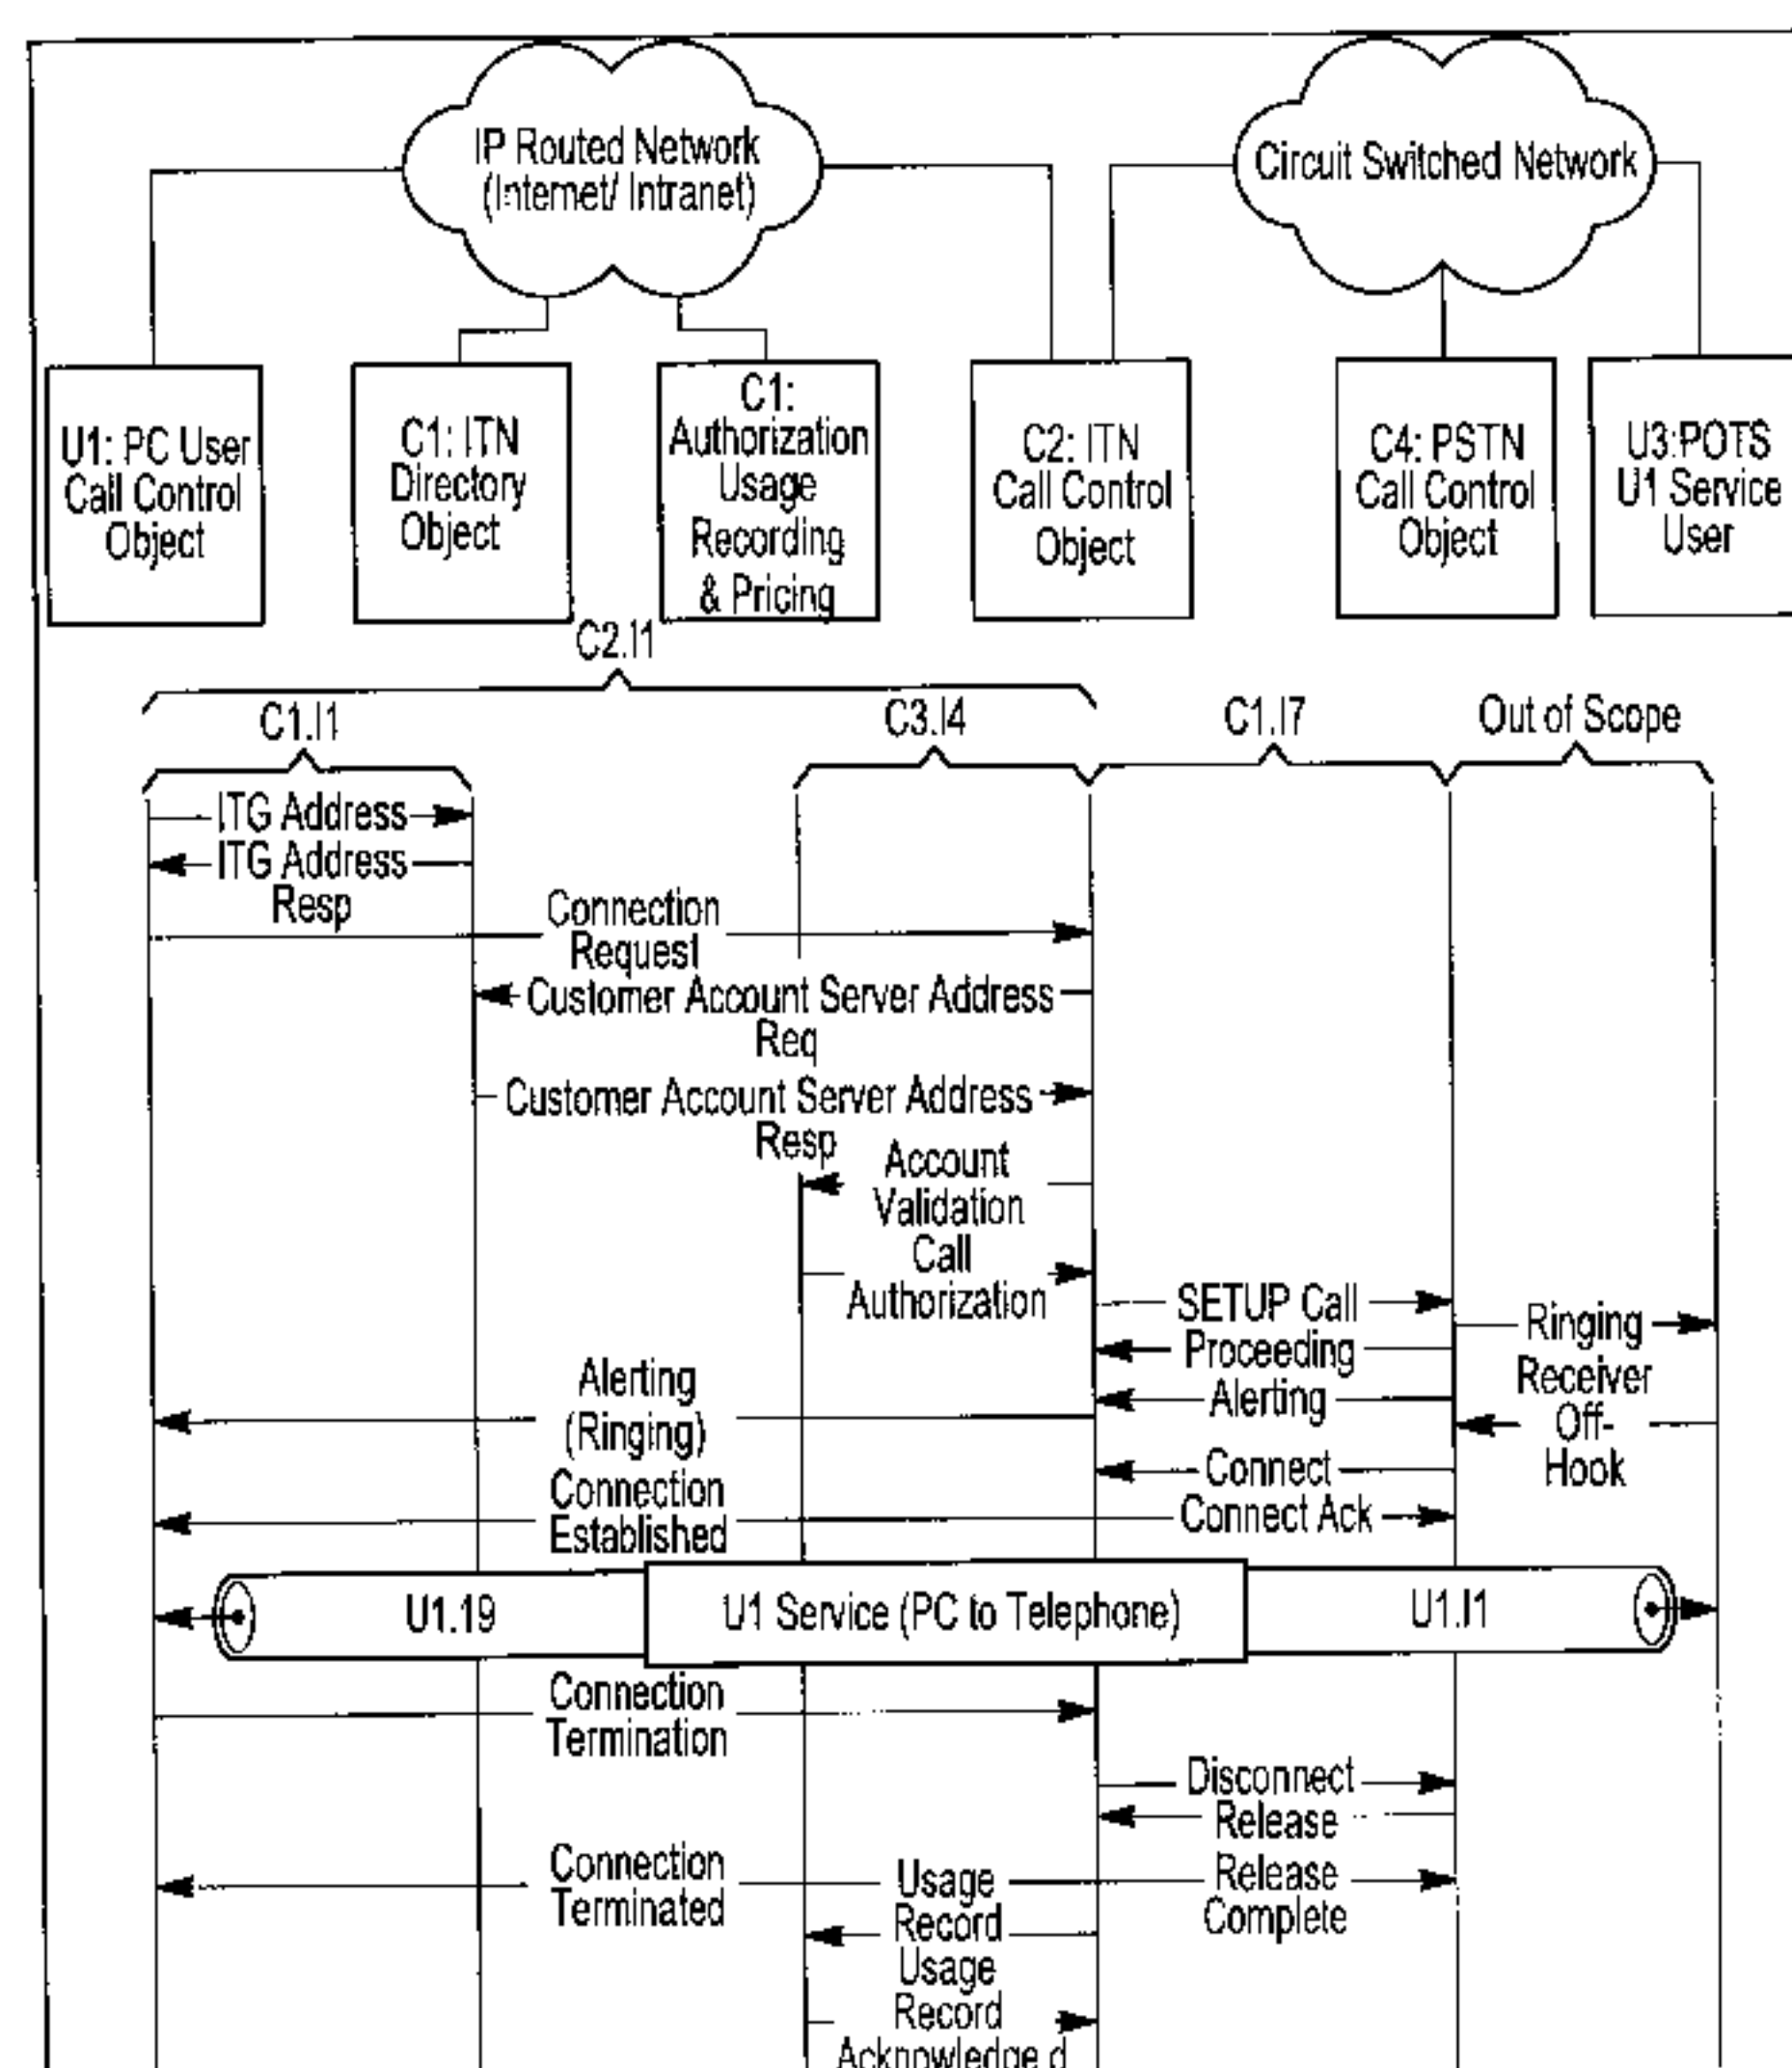 IP Routed Network
(Internet/ Intranet)
Circuit Switched Network
U1: PC User
Call Control
Object
C1: ITN
Directory
Object
C1:
Authorization
Usage
Recording
& Pricing
C2: ITN
Call Control
Object
C4: PSTN
Call Control
Object
U3:POTS
U1 Service
User
C2.I1
C1.I1
C3.I4
C1.I7
Out of Scope
ITG Address
ITG Address
Resp
Connection
Request
Customer Account Server Address
Req
Customer Account Server Address
Resp
Account
Validation
Call
Authorization
SETUP Call
Proceeding
Ringing
Receiver
Off-
Hook
Alerting
Alerting
(Ringing)
Connect
Connection
Established
Connect Ack
U1.19
U1 Service (PC to Telephone)
U1.I1
Connection
Termination
Disconnect
Release
Connection
Terminated
Usage
Record
Release
Complete
Usage
Record
Acknowledge d